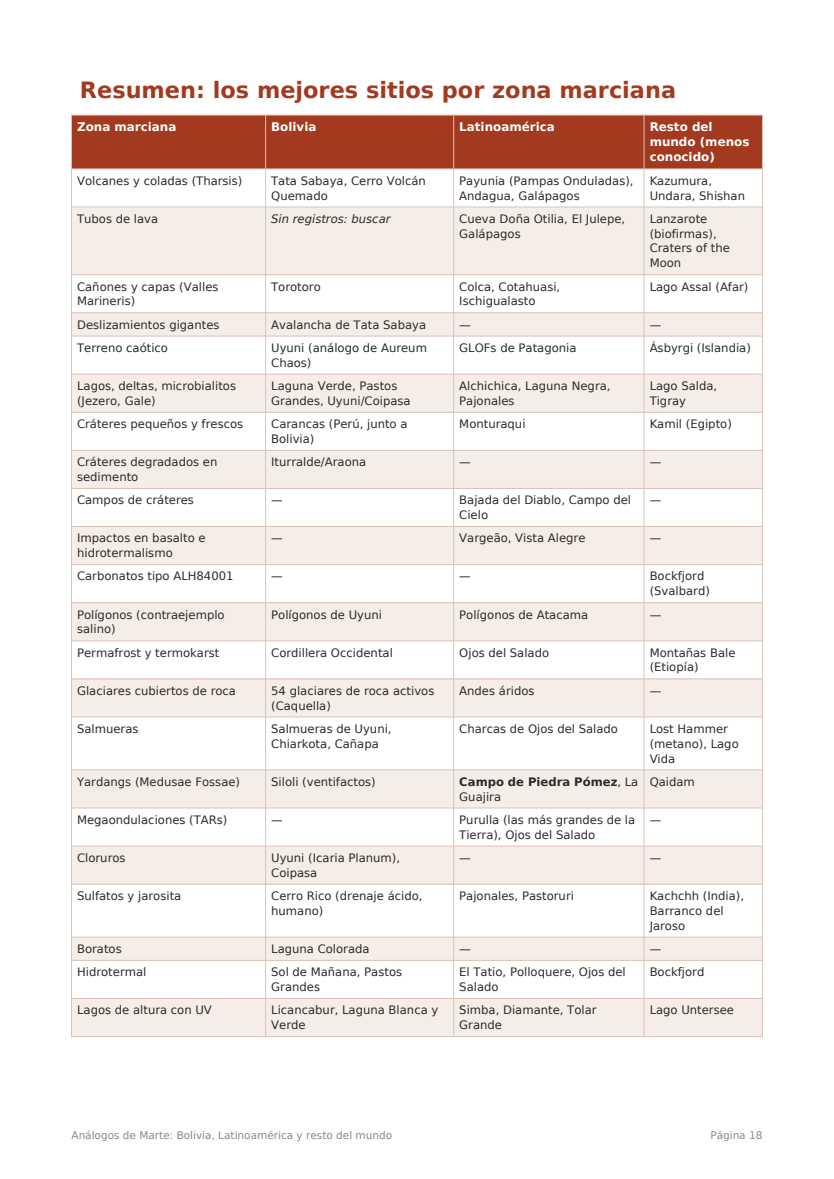 Resumen: los mejores sitios por zona marciana
Zona marciana Bolivia Latinoamérica Resto del
mundo (menos
conocido)
Volcanes y coladas (Tharsis) Tata Sabaya, Cerro Volcán Payunia (Pampas Onduladas), Kazumura,
Quemado Andagua, Galápagos Undara, Shishan
Tubos de lava Sin registros: buscar Cueva Doña Otilia, El Julepe, Lanzarote
Galápagos (biofirmas),
Craters of the
Moon
Cañones y capas (Valles Torotoro Colca, Cotahuasi, Lago Assal (Afar)
Marineris) Ischigualasto
Deslizamientos gigantes Avalancha de Tata Sabaya — —
Terreno caótico Uyuni (análogo de Aureum GLOFs de Patagonia Ásbyrgi (Islandia)
Chaos)
Lagos, deltas, microbialitos Laguna Verde, Pastos Alchichica, Laguna Negra, Lago Salda,
(Jezero, Gale) Grandes, Uyuni/Coipasa Pajonales Tigray
Cráteres pequeños y frescos Carancas (Perú, junto a Monturaqui Kamil (Egipto)
Bolivia)
Cráteres degradados en Iturralde/Araona — —
sedimento
Campos de cráteres — Bajada del Diablo, Campo del —
Cielo
Impactos en basalto e — Vargeão, Vista Alegre —
hidrotermalismo
Carbonatos tipo ALH84001 — — Bockfjord
(Svalbard)
Polígonos (contraejemplo Polígonos de Uyuni Polígonos de Atacama —
salino)
Permafrost y termokarst Cordillera Occidental Ojos del Salado Montañas Bale
(Etiopía)
Glaciares cubiertos de roca 54 glaciares de roca activos Andes áridos —
(Caquella)
Salmueras Salmueras de Uyuni, Charcas de Ojos del Salado Lost Hammer
Chiarkota, Cañapa (metano), Lago
Vida
Yardangs (Medusae Fossae) Siloli (ventifactos) Campo de Piedra Pómez, La Qaidam
Guajira
Megaondulaciones (TARs) — Purulla (las más grandes de la —
Tierra), Ojos del Salado
Cloruros Uyuni (Icaria Planum), — —
Coipasa
Sulfatos y jarosita Cerro Rico (drenaje ácido, Pajonales, Pastoruri Kachchh (India),
humano) Barranco del
Jaroso
Boratos Laguna Colorada — —
Hidrotermal Sol de Mañana, Pastos El Tatio, Polloquere, Ojos del Bockfjord
Grandes Salado
Lagos de altura con UV Licancabur, Laguna Blanca y Simba, Diamante, Tolar Lago Untersee
Verde Grande
Análogos de Marte: Bolivia, Latinoamérica y resto del mundo Página 18